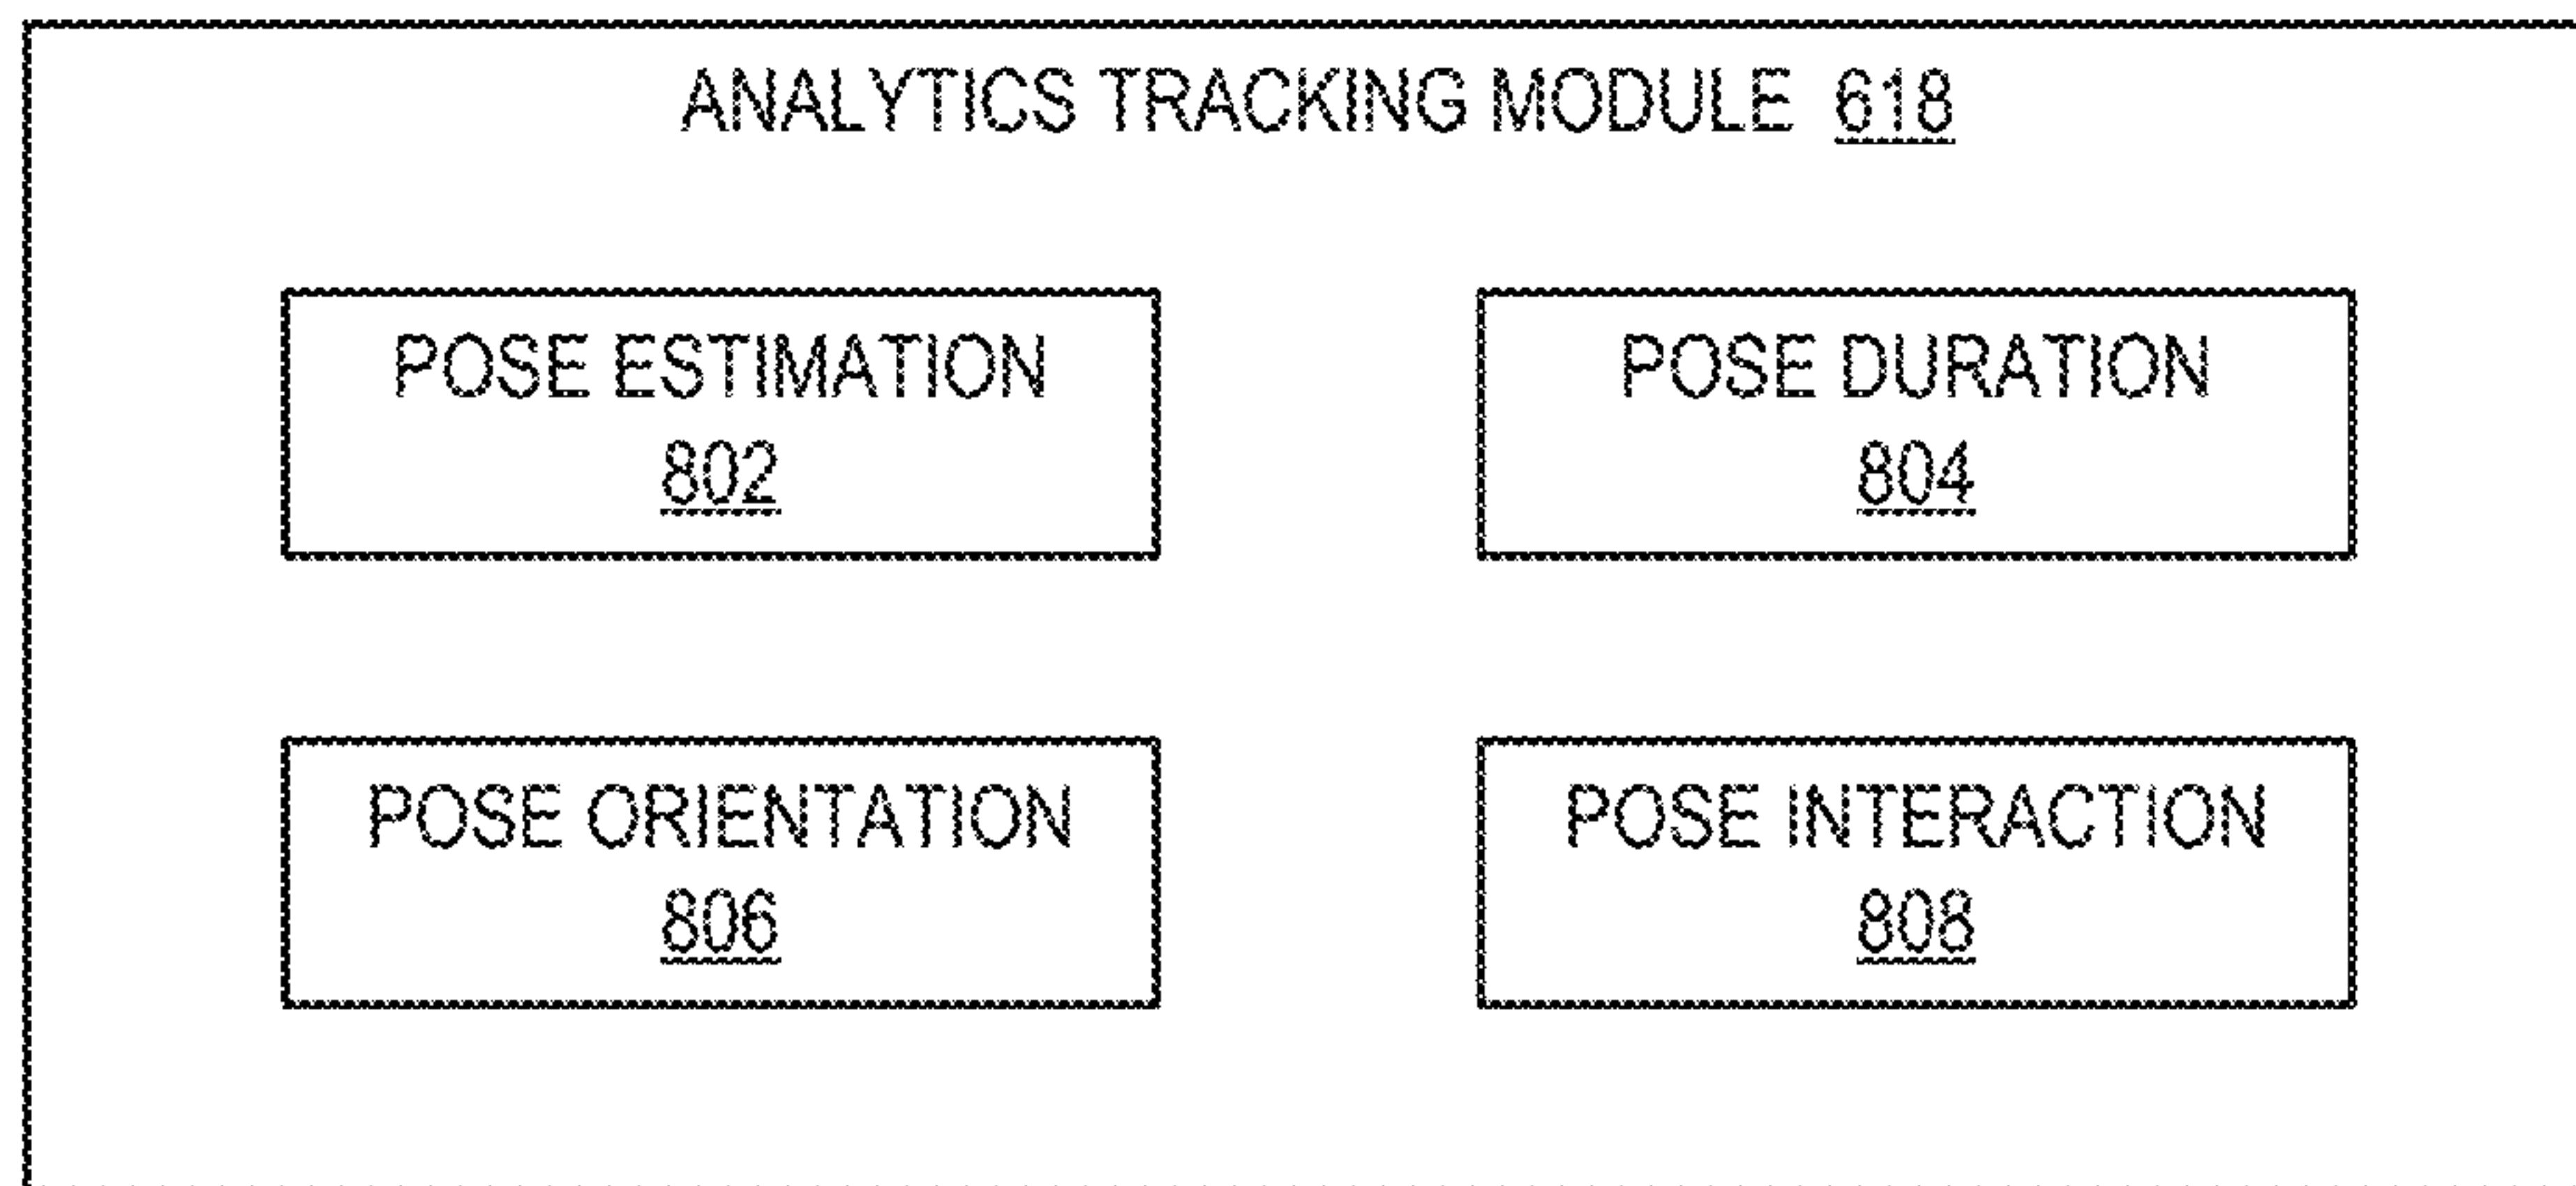 ANALYTICS TRACKING MODULE 618
POSE ESTIMATION
802
POSE DURATION
804
POSE ORIENTATION
806
POSE INTERACTION
808